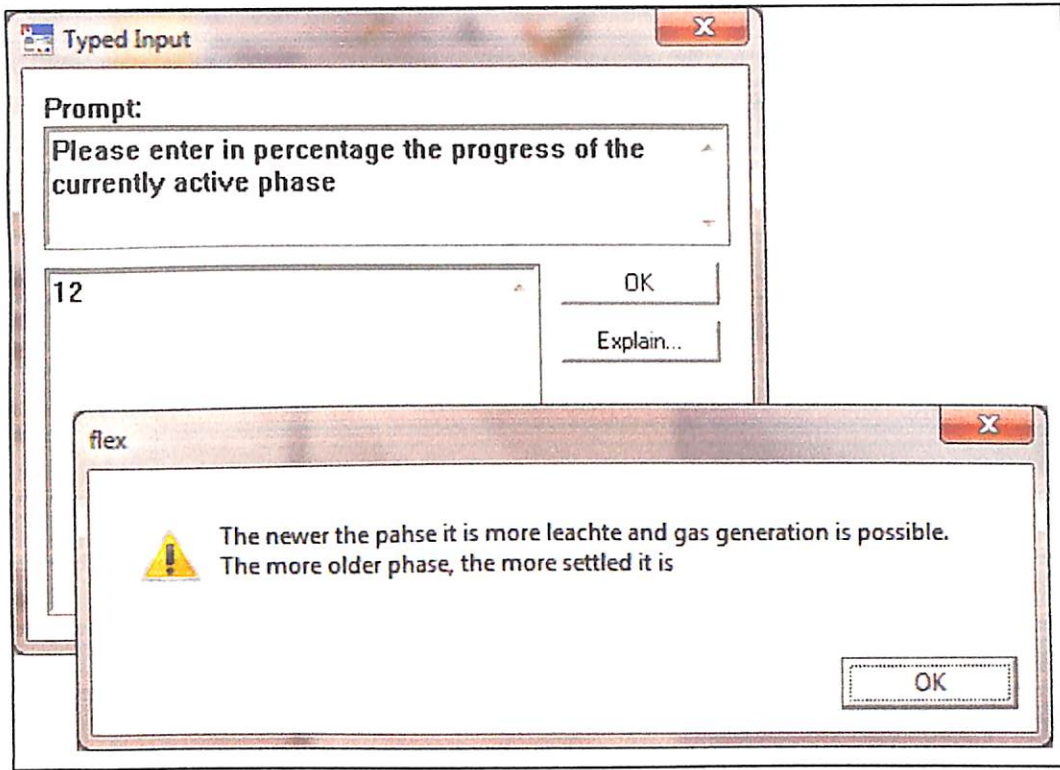 Typed Input
Prompt:
Please enter in percentage the progress of the
currently active phase
12
OK
Explain...
flex
The newer the pahse it is more leachte and gas generation is possible.
The more older phase, the more settled it is
OK